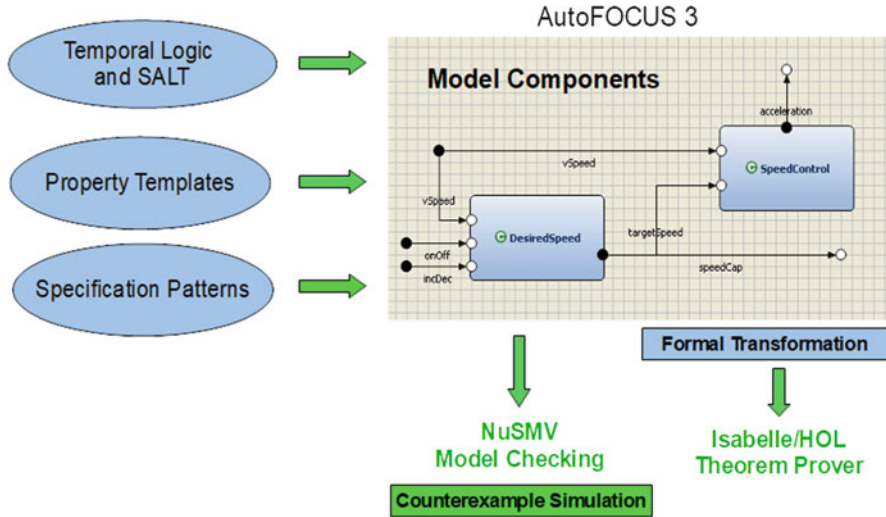 AutoFOCUS 3
Temporal Logic
and SALT
Property Templates
Specification Patterns
Model Components
acceleration
SpeedControl
vSpeed
vSpeed
DesiredSpeed
targetSpeed
onOff
incDec
speedCap
Formal Transformation
NuSMV
Model Checking
Counterexample Simulation
Isabelle/HOL
Theorem Prover